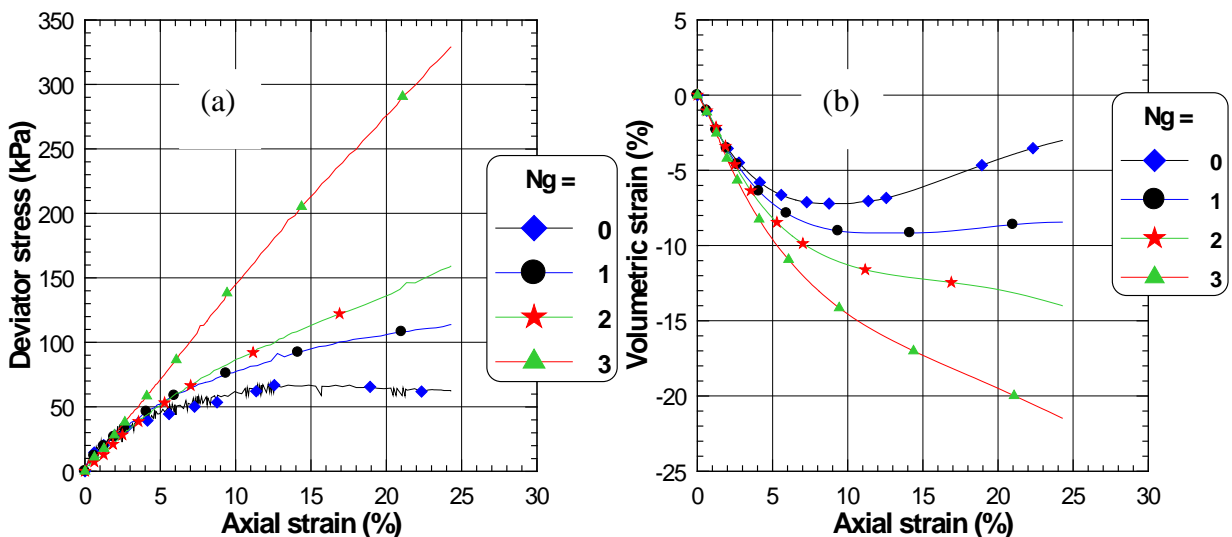 350
300
250
200
150
100
50
0
Deviator stress (kPa)
(a)
0 5 10 15 20 25 30
Axial strain (%)
Ng =
0
1
2
3
5
0
-5
-10
-15
-20
-25
Volumetric strain (%)
(b)
0 5 10 15 20 25 30
Axial strain (%)
Ng =
0
1
2
3